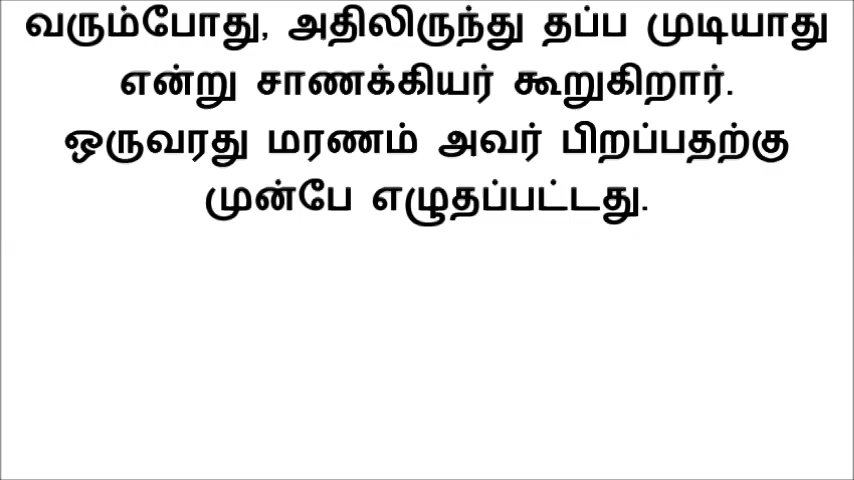 வரும்போது, அதிலிருந்து தப்ப முடியாது
என்று சாணக்கியர் கூறுகிறார்.
ஒருவரது மரணம் அவர் பிறப்பதற்கு
முன்பே எழுதப்பட்டது.